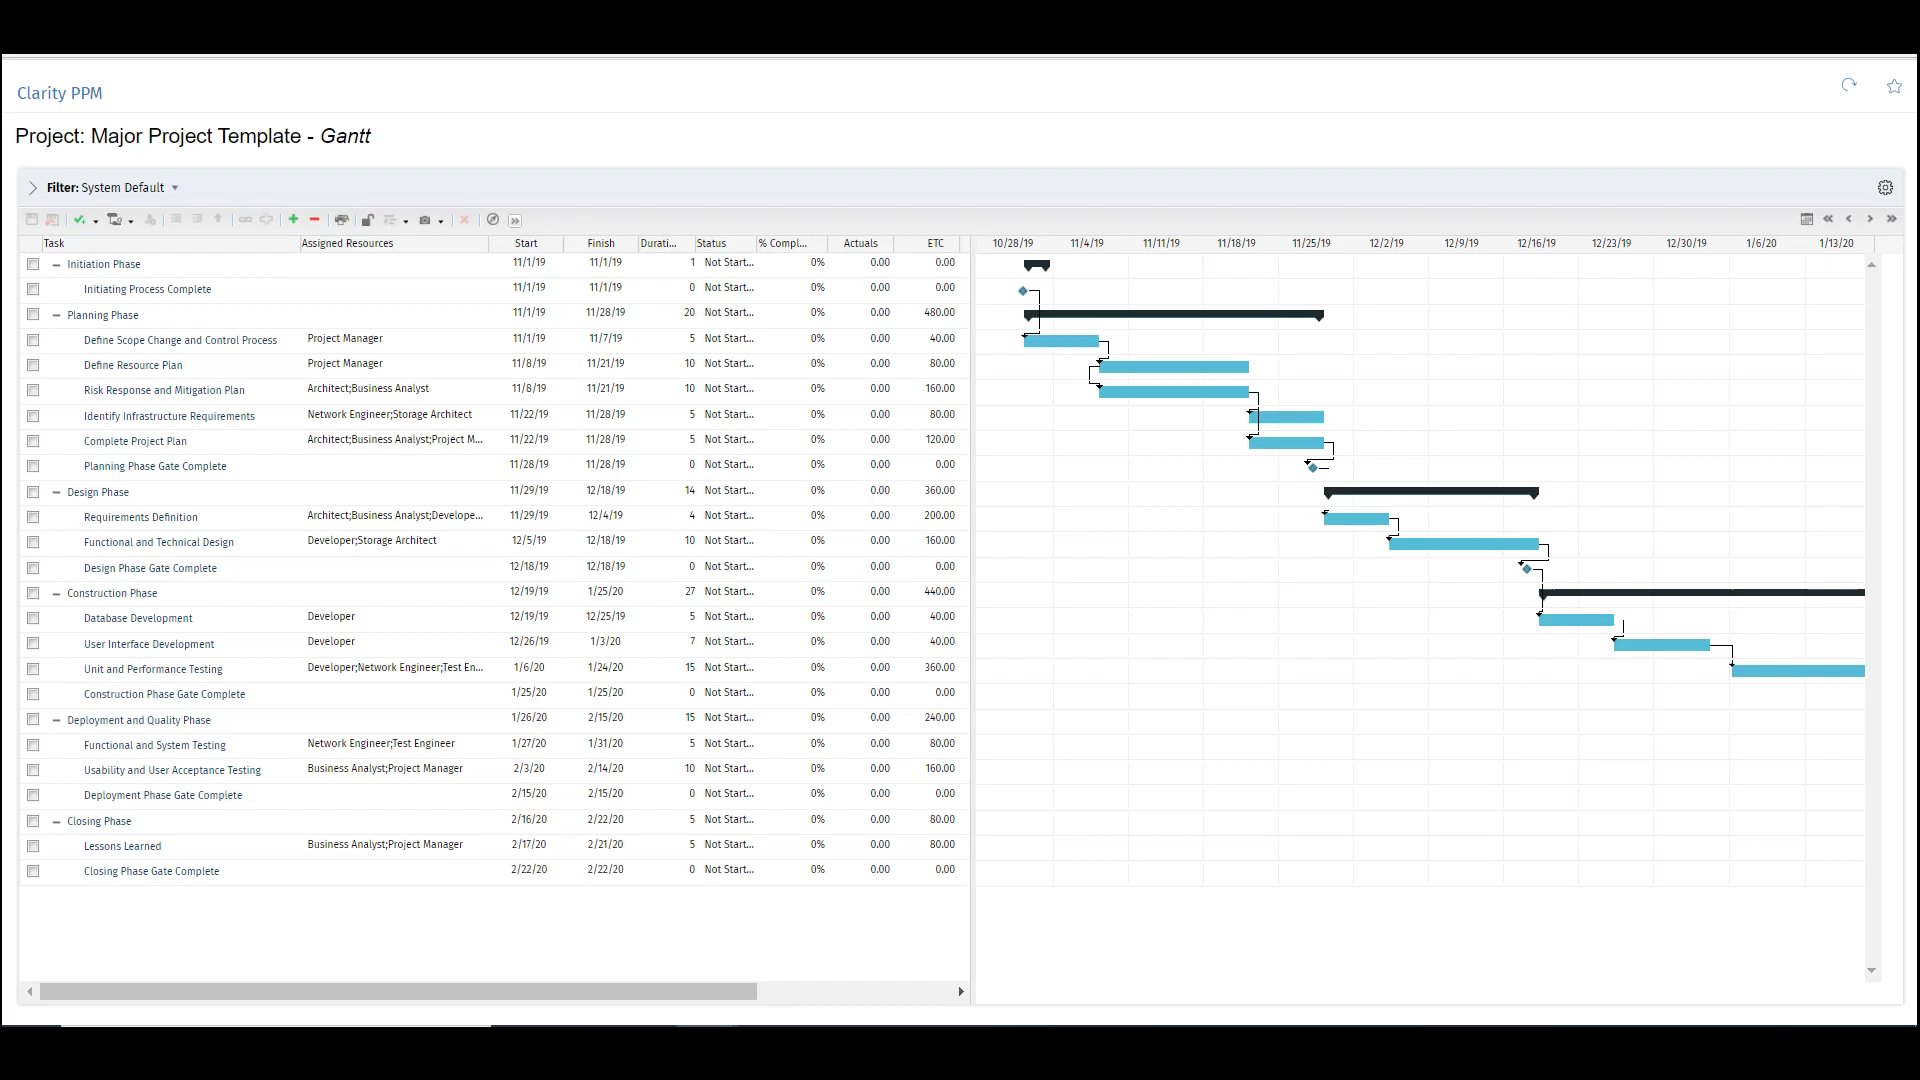 Clarity PPM
Project: Major Project Template - Gantt
Filter: System Default
Task Assigned Resources Start Finish Durati... Status % Compl... Actuals ETC 10/28/19 11/4/19 11/11/19 11/18/19 11/25/19 12/2/19 12/9/19 12/16/19 12/23/19 12/30/19 1/6/20 1/13/20
Initiation Phase 11/1/19 11/1/19 1 Not Start... 0% 0.00 0.00
Initiating Process Complete 11/1/19 11/1/19 0 Not Start... 0% 0.00 0.00
Planning Phase 11/1/19 11/28/19 20 Not Start... 0% 0.00 480.00
Define Scope Change and Control Process Project Manager 11/1/19 11/7/19 5 Not Start... 0% 0.00 40.00
Define Resource Plan Project Manager 11/8/19 11/21/19 10 Not Start... 0% 0.00 80.00
Risk Response and Mitigation Plan Architect;Business Analyst 11/8/19 11/21/19 10 Not Start... 0% 0.00 160.00
Identify Infrastructure Requirements Network Engineer;Storage Architect 11/22/19 11/28/19 5 Not Start... 0% 0.00 80.00
Complete Project Plan Architect;Business Analyst;Project M... 11/22/19 11/28/19 5 Not Start... 0% 0.00 120.00
Planning Phase Gate Complete 11/28/19 11/28/19 0 Not Start... 0% 0.00 0.00
Design Phase 11/29/19 12/18/19 14 Not Start... 0% 0.00 360.00
Requirements Definition Architect;Business Analyst;Develope... 11/29/19 12/4/19 4 Not Start... 0% 0.00 200.00
Functional and Technical Design Developer;Storage Architect 12/5/19 12/18/19 10 Not Start... 0% 0.00 160.00
Design Phase Gate Complete 12/18/19 12/18/19 0 Not Start... 0% 0.00 0.00
Construction Phase 12/19/19 1/25/20 27 Not Start... 0% 0.00 440.00
Database Development Developer 12/19/19 12/25/19 5 Not Start... 0% 0.00 40.00
User Interface Development Developer 12/26/19 1/3/20 7 Not Start... 0% 0.00 40.00
Unit and Performance Testing Developer;Network Engineer;Test En... 1/6/20 1/24/20 15 Not Start... 0% 0.00 360.00
Construction Phase Gate Complete 1/25/20 1/25/20 0 Not Start... 0% 0.00 0.00
Deployment and Quality Phase 1/26/20 2/15/20 15 Not Start... 0% 0.00 240.00
Functional and System Testing Network Engineer;Test Engineer 1/27/20 1/31/20 5 Not Start... 0% 0.00 80.00
Usability and User Acceptance Testing Business Analyst;Project Manager 2/3/20 2/14/20 10 Not Start... 0% 0.00 160.00
Deployment Phase Gate Complete 2/15/20 2/15/20 0 Not Start... 0% 0.00 0.00
Closing Phase 2/16/20 2/22/20 5 Not Start... 0% 0.00 80.00
Lessons Learned Business Analyst;Project Manager 2/17/20 2/21/20 5 Not Start... 0% 0.00 80.00
Closing Phase Gate Complete 2/22/20 2/22/20 0 Not Start... 0% 0.00 0.00